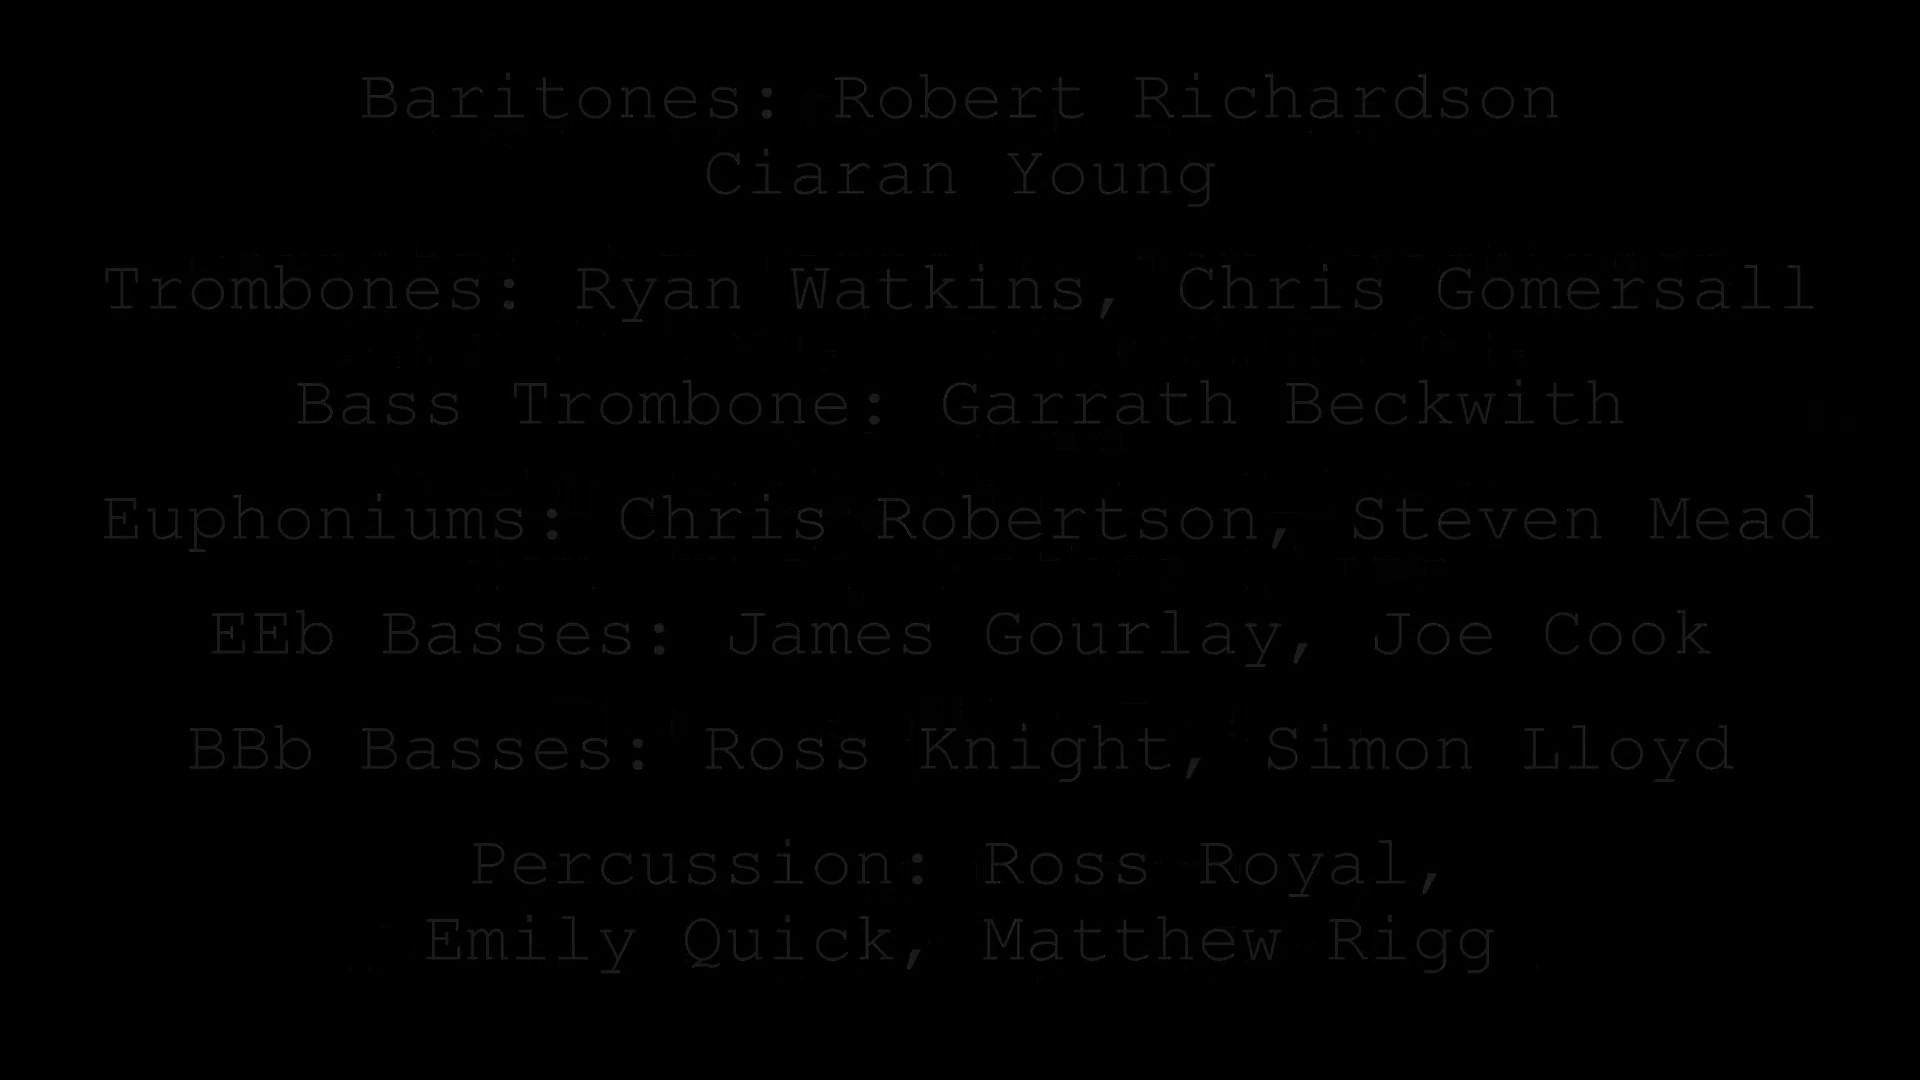 Baritones: Robert Richardson
Ciaran Young
Trombones: Ryan Watkins, Chris Gomersall
Bass Trombone: Garrath Beckwith
Euphoniums: Chris Robertson, Steven Mead
EEb Basses: James Gourlay, Joe Cook
BBb Basses: Ross Knight, Simon Lloyd
Percussion: Ross Royal,
Emily Quick, Matthew Rigg